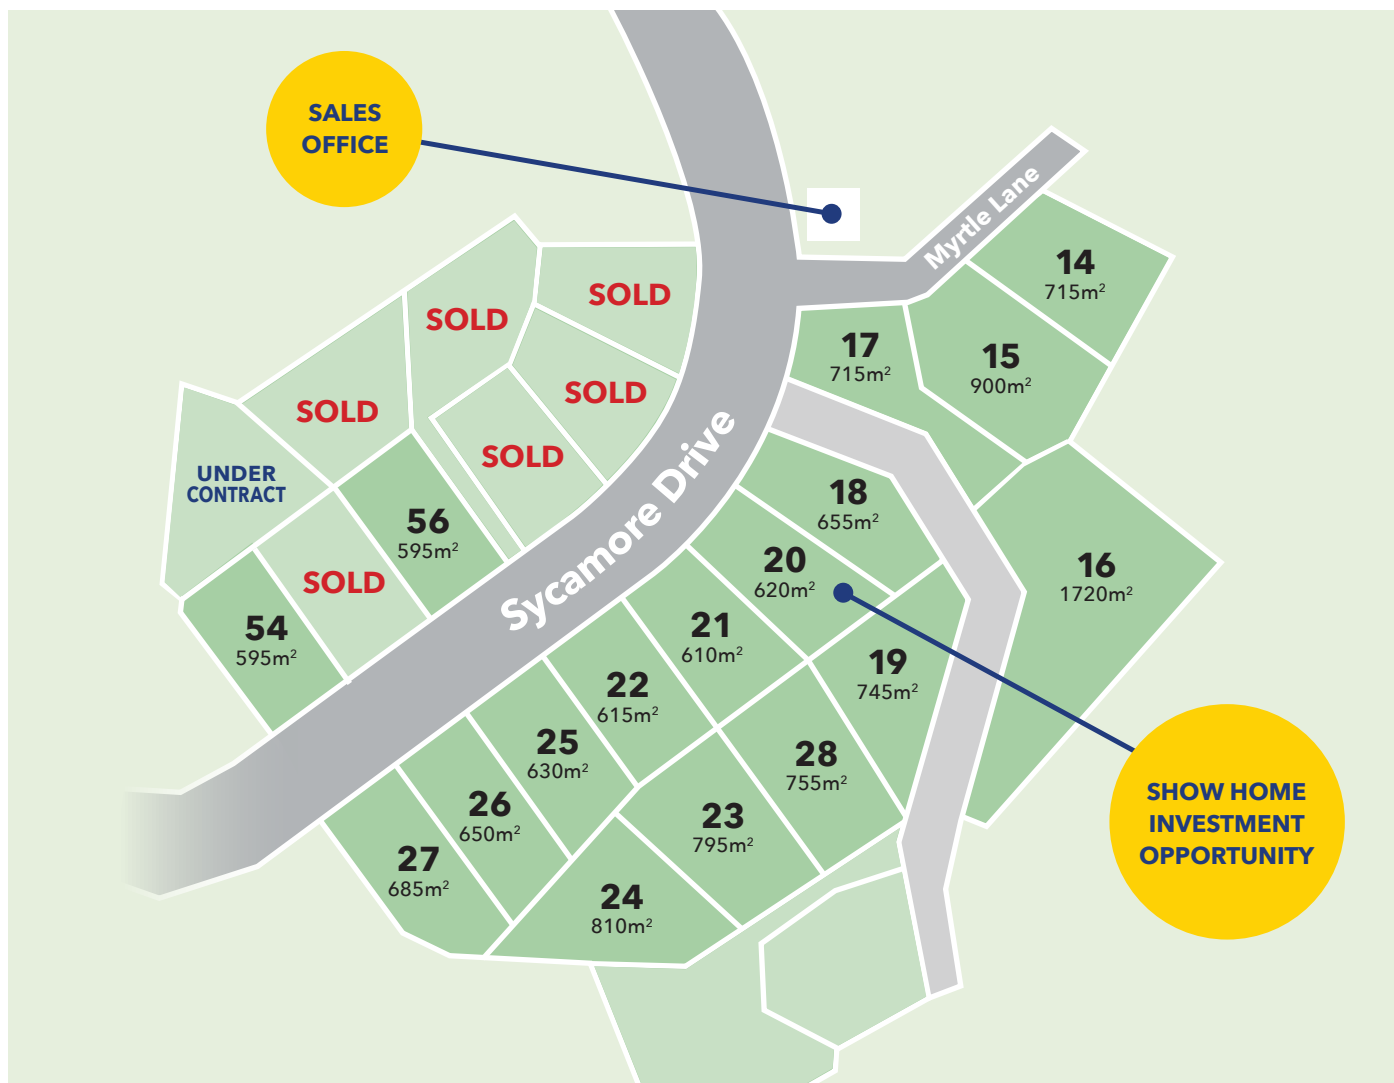 SALES
OFFICE
Myrtle Lane
14
715m²
SOLD
SOLD
17
715m²
15
900m²
SOLD
SOLD
SOLD
UNDER
CONTRACT
56
595m²
Sycamore Drive
18
655m²
20
620m²
16
1720m²
SOLD
54
595m²
21
610m²
19
745m²
22
615m²
25
630m²
28
755m²
26
650m²
23
795m²
27
685m²
24
810m²
SHOW HOME
INVESTMENT
OPPORTUNITY